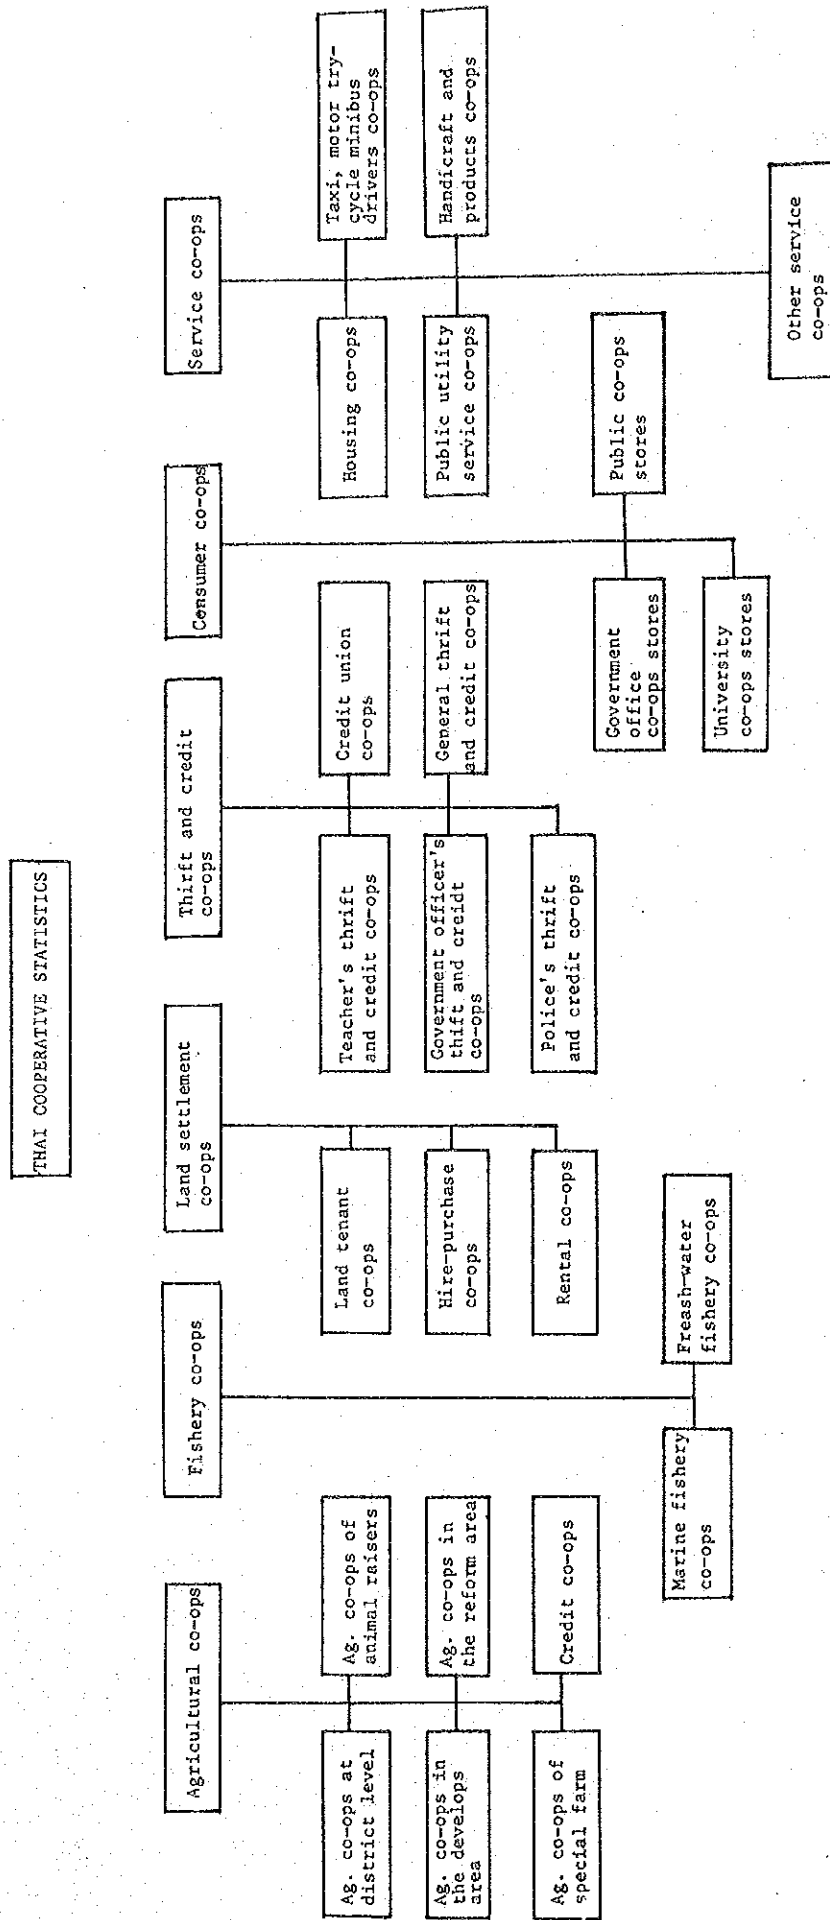 THAI COOPERATIVE STATISTICS
Agricultural co-ops
Fishery co-ops
Land settlement
co-ops
Thirft and credit
co-ops
Consumer co-ops
Service co-ops
Ag. co-ops at
district level
Ag. co-ops of
animal raisers
Ag. co-ops in
the develops
area
Ag. co-ops in
the reform area
Ag. co-ops of
special farm
Credit co-ops
Marine fishery
co-ops
Freash-water
fishery co-ops
Land tenant
co-ops
Hire-purchase
co-ops
Rental co-ops
Teacher's thrift
and credit co-ops
Credit union
co-ops
Government officer's
thift and creidt
co-ops
General thrift
and credit co-ops
Police's thrift
and credit co-ops
Government
office
co-ops stores
Public co-ops
stores
University
co-ops stores
Housing co-ops
Taxi, motor try-
cycle minibus
drivers co-ops
Public utility
service co-ops
Handicraft and
products co-ops
Other service
co-ops